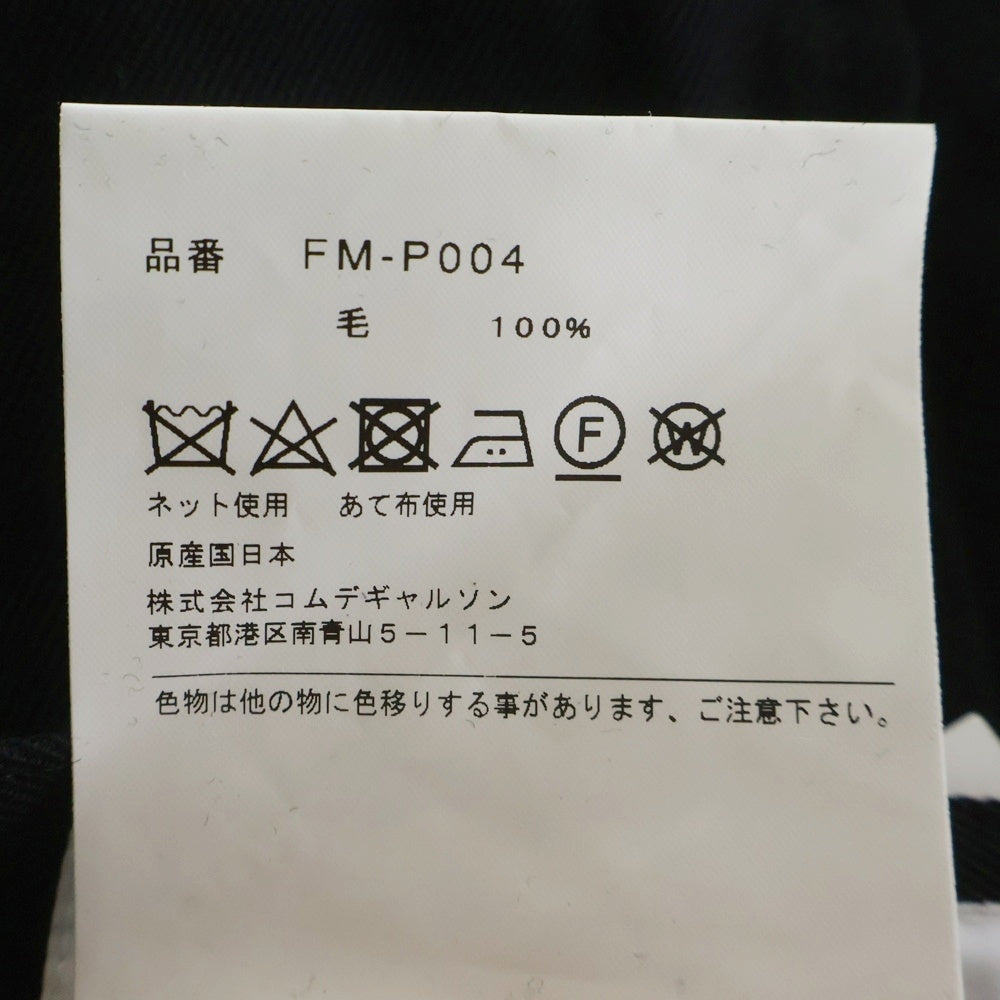 品番 FM-P004
毛 100%
F W
ネット使用 あて布使用
原産国日本
株式会社コムデギャルソン
東京都港区南青山5-11-5
色物は他の物に色移りする事があります、ご注意下さい。